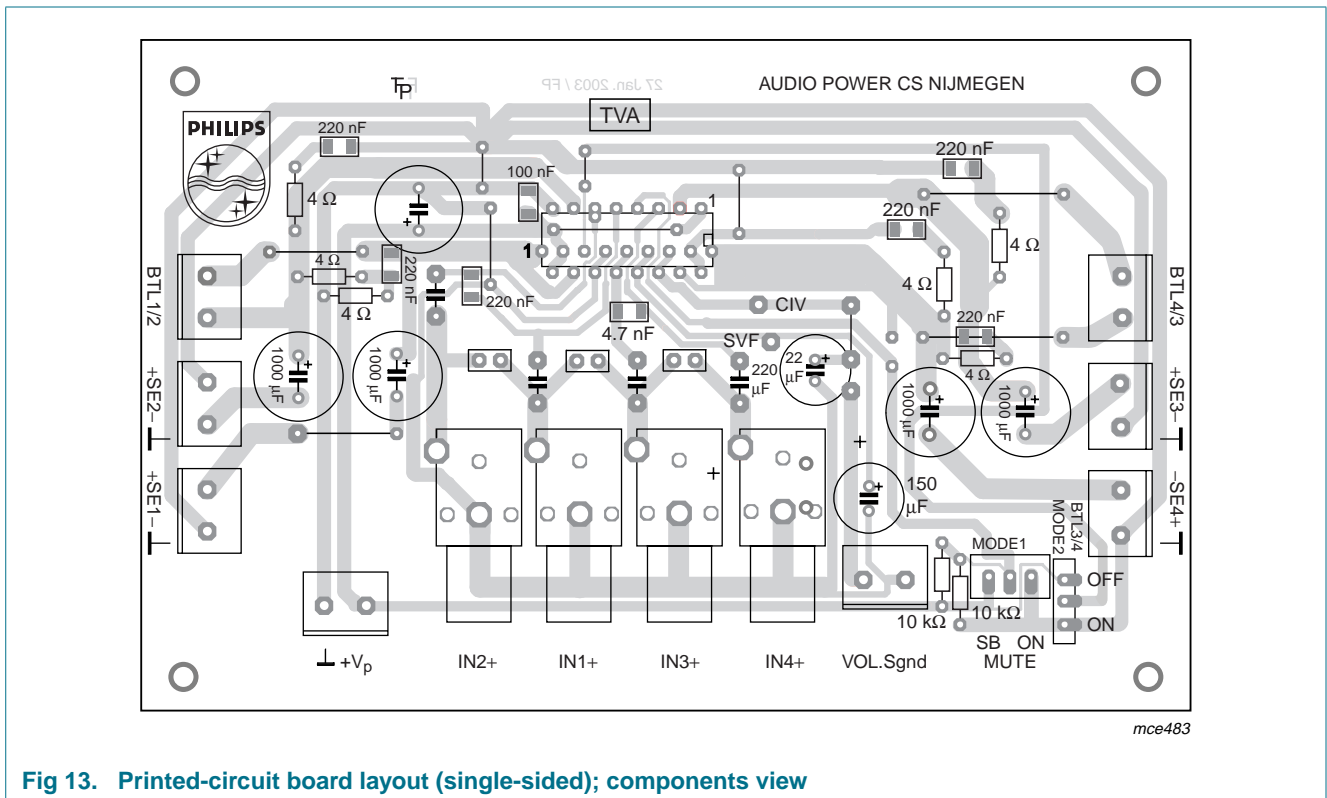 TP
27 Jan. 2003 / FP
AUDIO POWER CS NIJMEGEN
TVA
PHILIPS
220 nF
220 nF
100 nF
4 Ω
1
220 nF
4 Ω
1
4 Ω
220 nF
4 Ω
220 nF
4 Ω
BTL1/2
BTL4/3
CIV
4.7 nF
SVF
220 nF
22 μF
220 μF
4 Ω
1000 μF
1000 μF
1000 μF
1000 μF
+SE2-
+SE3-
150 μF
+SE1-
−SE4+
MODE1
BTL3/4
MODE2
OFF
ON
10 kΩ
10 kΩ
SB ON
MUTE
⊥ +Vp
IN2+
IN1+
IN3+
IN4+
VOL.Sgnd
mce483
Fig 13. Printed-circuit board layout (single-sided); components view